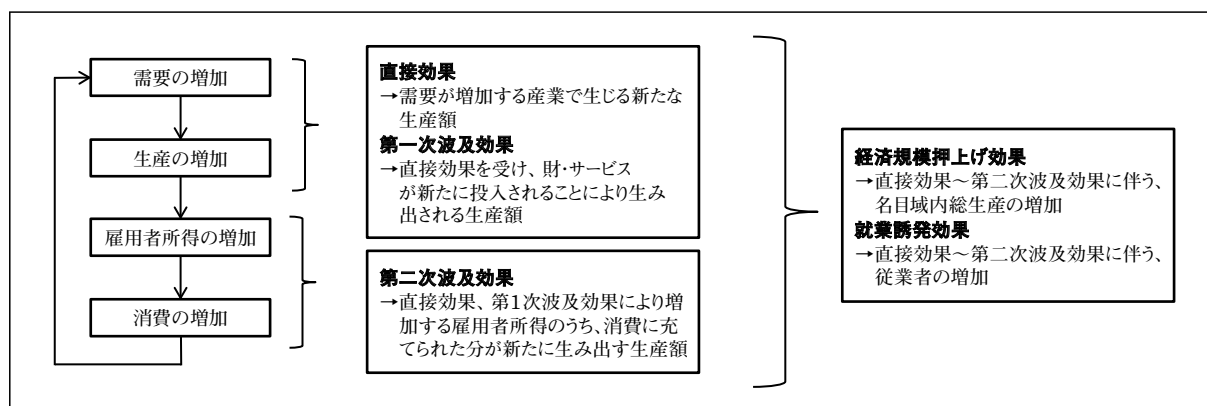 需要の増加
生産の増加
雇用者所得の増加
消費の増加
直接効果
→需要が増加する産業で生じる新たな
生産額
第一次波及効果
→直接効果を受け、財・サービス
が新たに投入されることにより生み
出される生産額
第二次波及効果
→直接効果、第１次波及効果により増
加する雇用者所得のうち、消費に充
てられた分が新たに生み出す生産額
経済規模押上げ効果
→直接効果～第二次波及効果に伴う、
名目域内総生産の増加
就業誘発効果
→直接効果～第二次波及効果に伴う、
従業者の増加